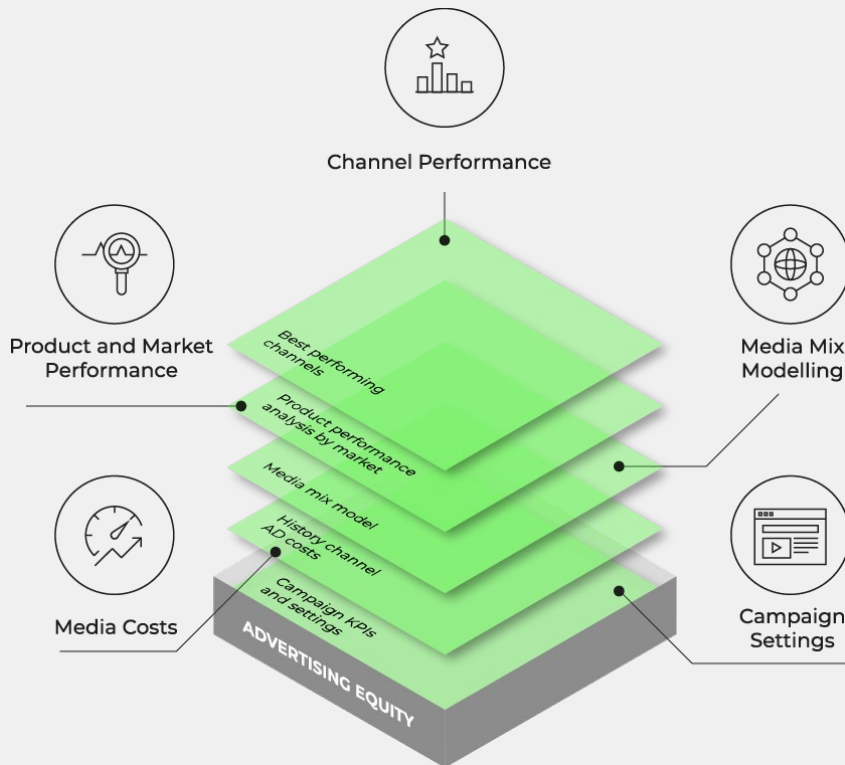 Channel Performance
Product and Market
Performance
Media Mix
Modelling
Best performing
channels
Product performance
analysis by market
Media mix model
History channel
AD costs
Campaign KPIs
and settings
Media Costs
Campaign
Settings
ADVERTISING EQUITY